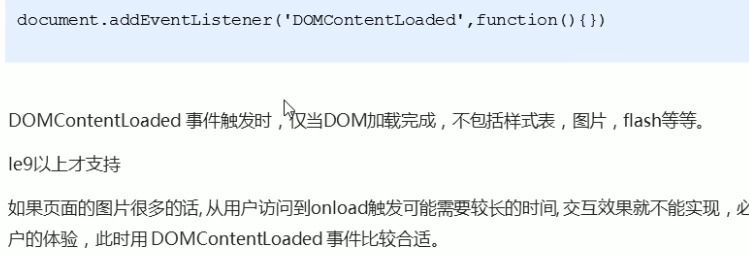 document.addEventListener('DOMContentLoaded',function(){})
DOMContentLoaded 事件触发时，仅当DOM加载完成，不包括样式表，图片，flash等等。
Ie9以上才支持
如果页面的图片很多的话, 从用户访问到onload触发可能需要较长的时间, 交互效果就不能实现，必
户的体验，此时用 DOMContentLoaded 事件比较合适。